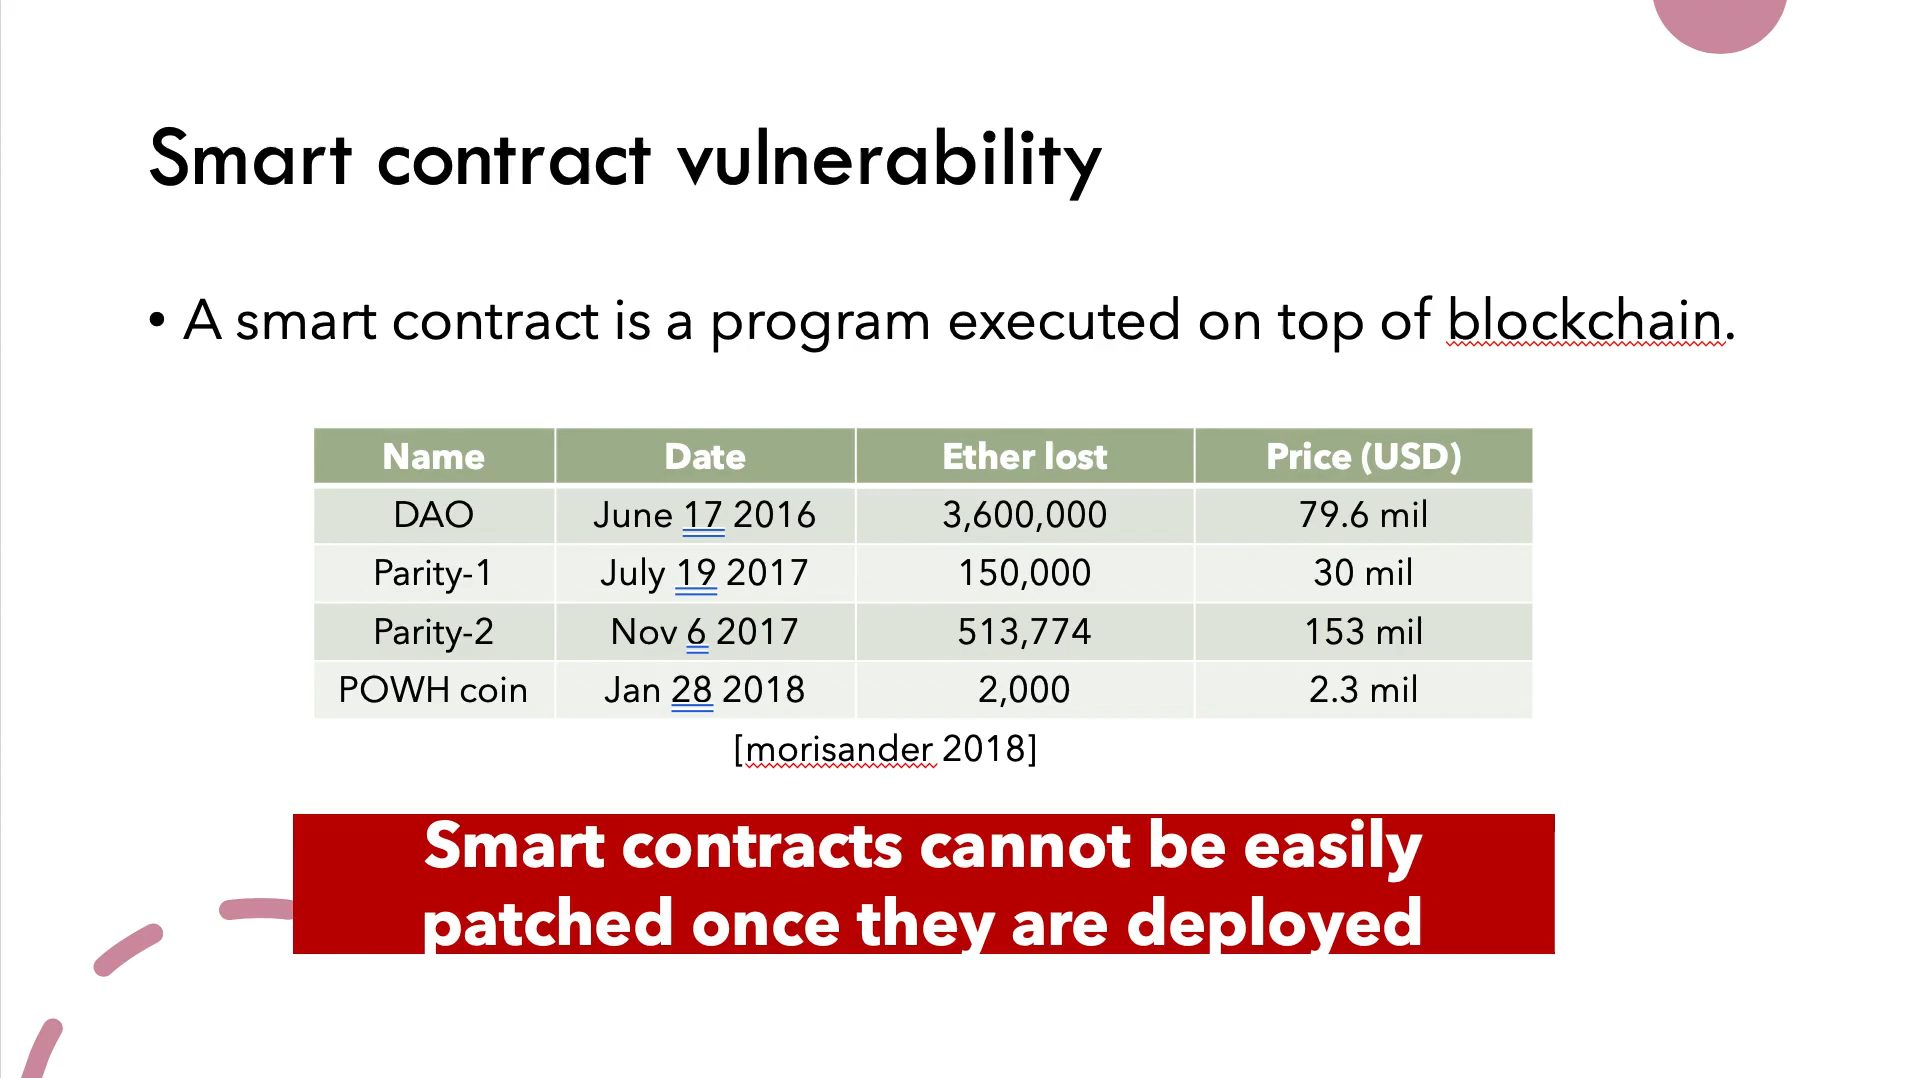 Smart contract vulnerability
• A smart contract is a program executed on top of blockchain.
Name Date Ether lost Price (USD)
DAO June 17 2016 3,600,000 79.6 mil
Parity-1 July 19 2017 150,000 30 mil
Parity-2 Nov 6 2017 513,774 153 mil
POWH coin Jan 28 2018 2,000 2.3 mil
[morisander 2018]
Smart contracts cannot be easily
patched once they are deployed